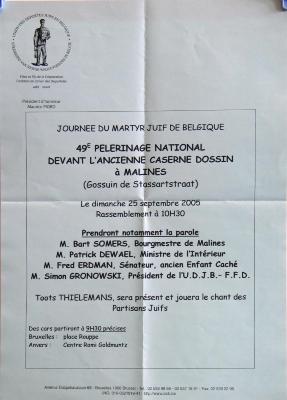 Président d'honneur
Maurice PIORO
JOURNEE DU MARTYR JUIF DE BELGIQUE
49E PELERINAGE NATIONAL
DEVANT L'ANCIENNE CASERNE DOSSIN
à MALINES
(Gossuin de Stassartstraat)
Le dimanche 25 septembre 2005
Rassemblement à 10H30
Prendront notamment la parole
M. Bart SOMERS, Bourgmestre de Malines
M. Patrick DEWAEL, Ministre de l'Intérieur
M. Fred ERDMAN, Sénateur, ancien Enfant Caché
M. Simon GRONOWSKI, Président de l'U.D.J.B.- F.F.D.
Toots THIELEMANS, sera présent et jouera le chant des
Partisans Juifs
Des cars partiront à 9H30 précises
Bruxelles : place Rouppe
Anvers : Centre Romi Goldmuntz